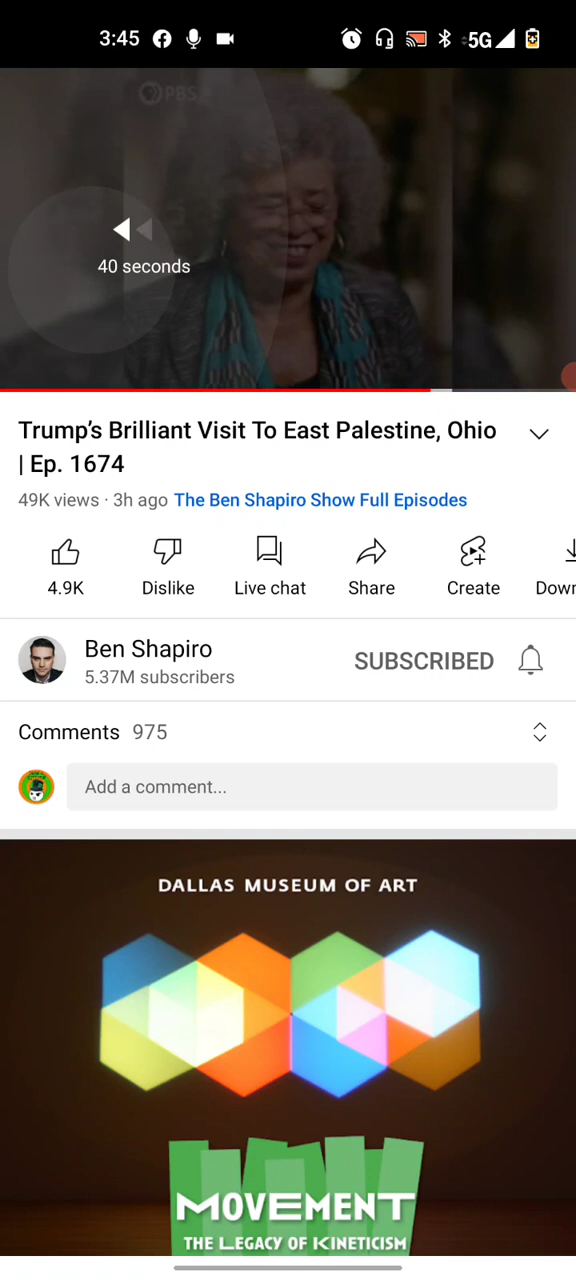 3:45
5G
PBS
40 seconds
Trump’s Brilliant Visit To East Palestine, Ohio
| Ep. 1674
49K views · 3h ago The Ben Shapiro Show Full Episodes
4.9K Dislike Live chat Share Create Down
Ben Shapiro
5.37M subscribers
SUBSCRIBED
Comments 975
Add a comment...
DALLAS MUSEUM OF ART
MOVEMENT
THE LEGACY OF KINETICISM